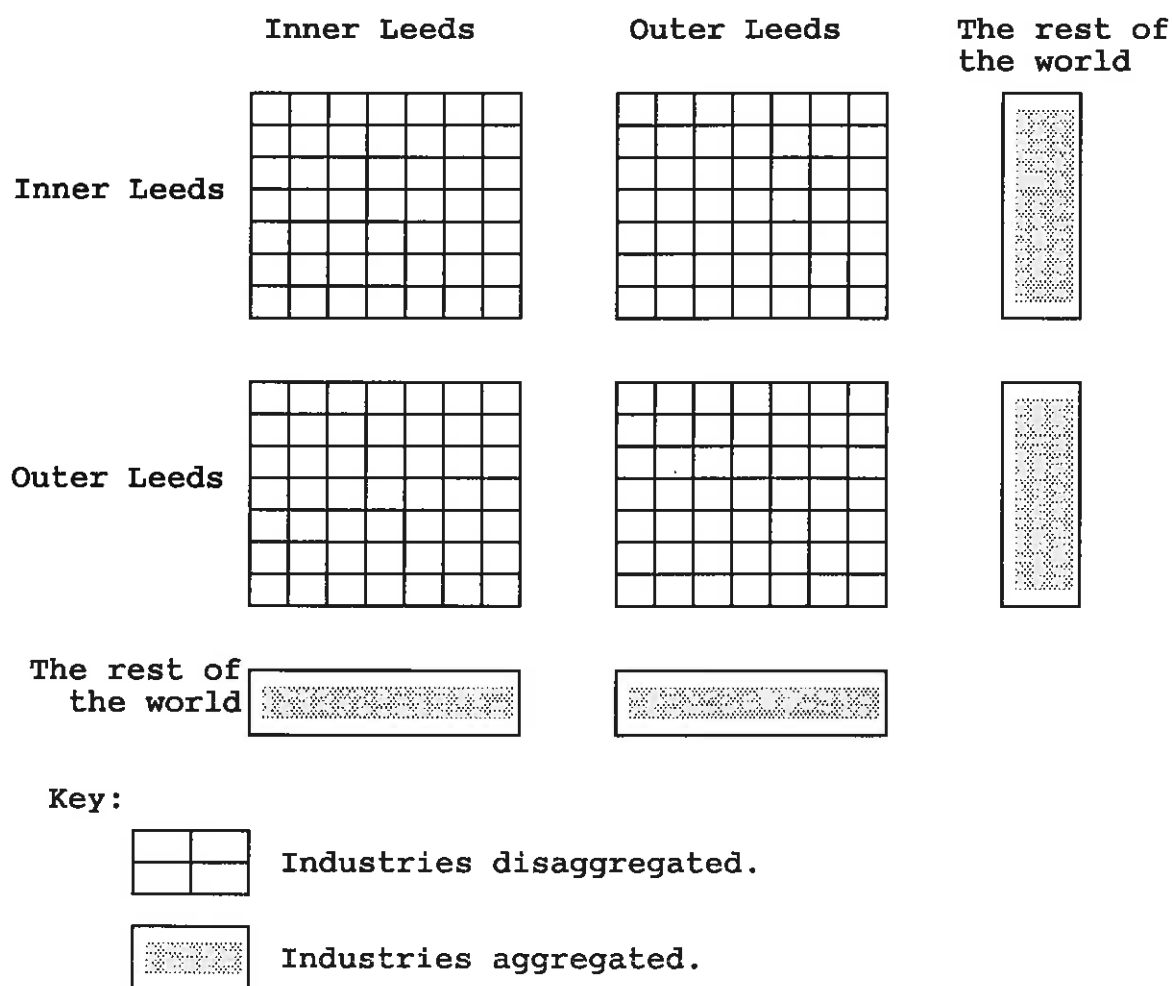 Inner Leeds
Outer Leeds
The rest of
the world
Inner Leeds
Outer Leeds
The rest of
the world
Key:
Industries disaggregated.
Industries aggregated.